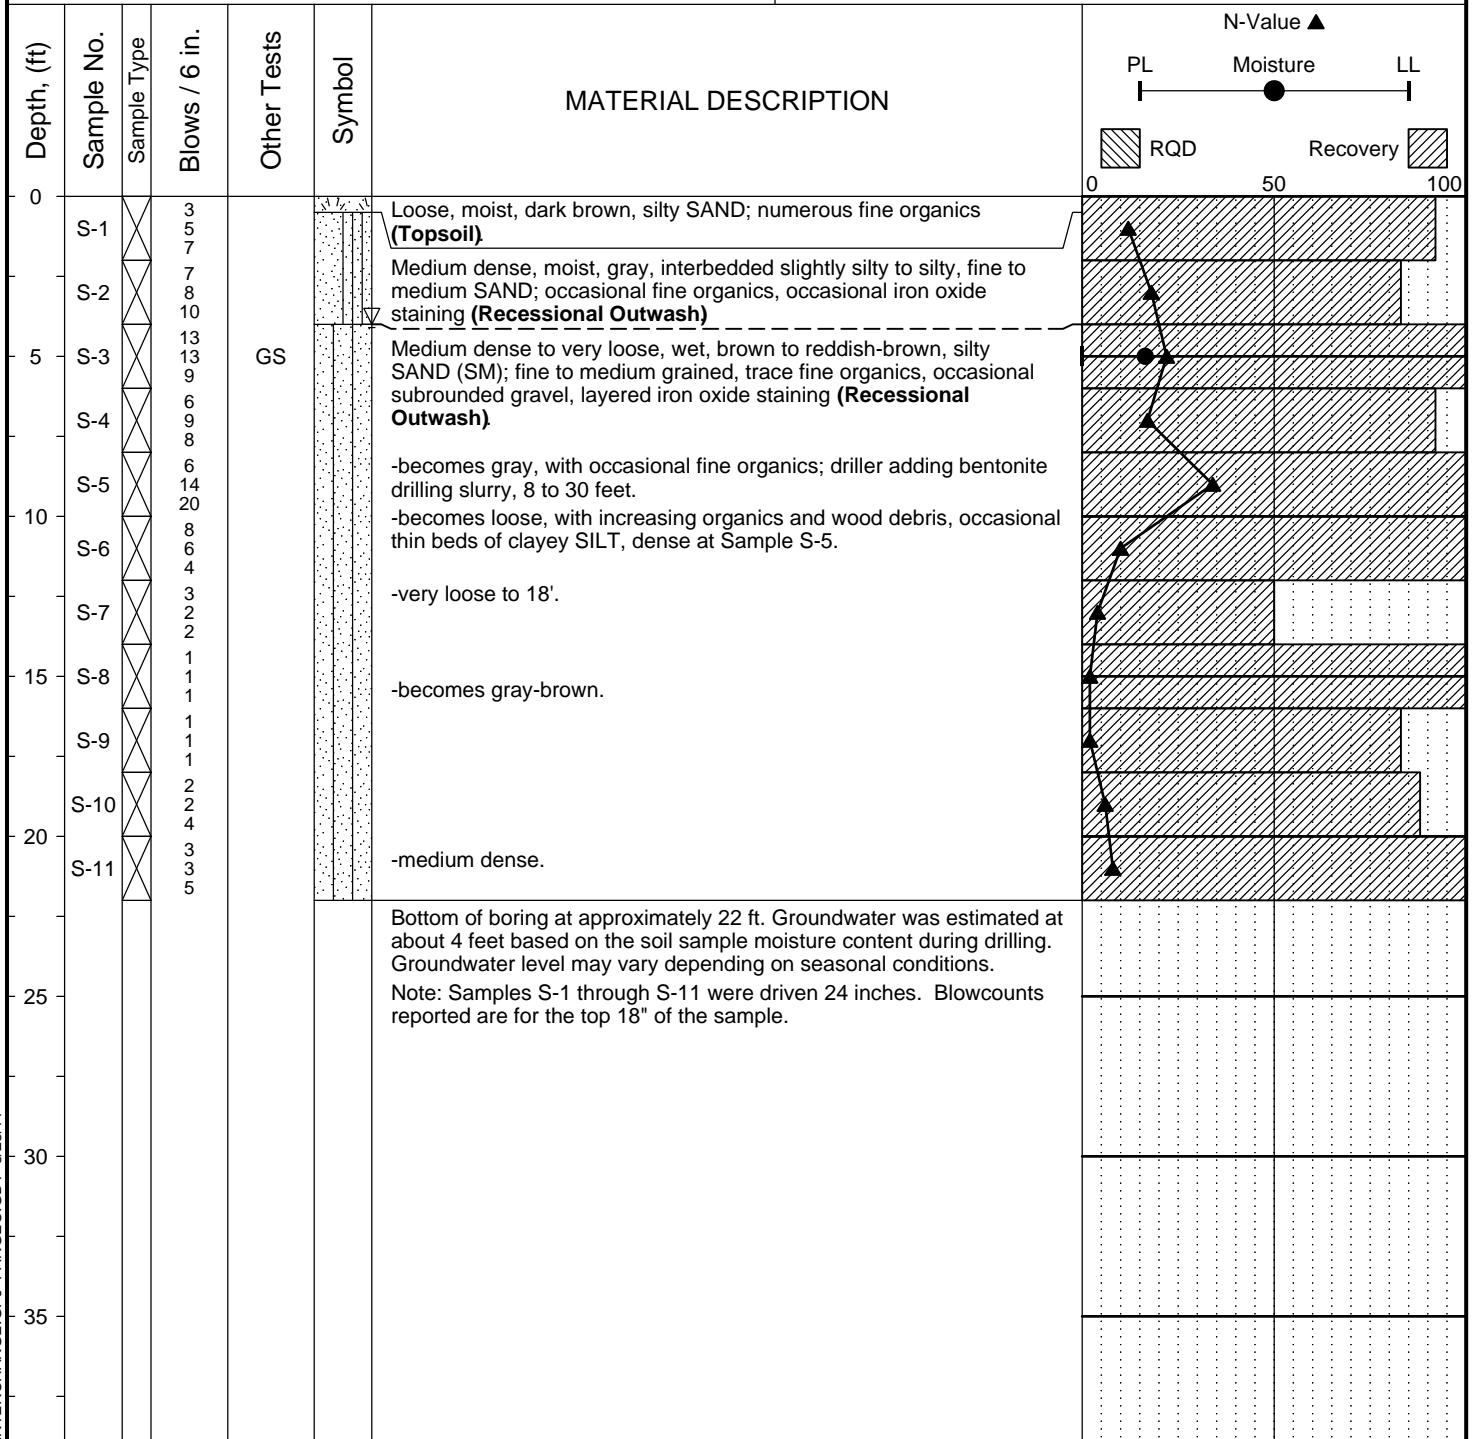 Depth, (ft)
Sample No.
Sample Type
Blows / 6 in.
Other Tests
Symbol
MATERIAL DESCRIPTION
N-Value
PL Moisture LL
RQD Recovery
0 50 100
0
S-1
3
5
7
Loose, moist, dark brown, silty SAND; numerous fine organics
(Topsoil).
S-2
7
8
10
Medium dense, moist, gray, interbedded slightly silty to silty, fine to
medium SAND; occasional fine organics, occasional iron oxide
staining (Recessional Outwash)
5
S-3
13
13
9
GS
Medium dense to very loose, wet, brown to reddish-brown, silty
SAND (SM); fine to medium grained, trace fine organics, occasional
subrounded gravel, layered iron oxide staining (Recessional
Outwash).
S-4
6
9
8
S-5
6
14
20
-becomes gray, with occasional fine organics; driller adding bentonite
drilling slurry, 8 to 30 feet.
10
S-6
8
6
4
-becomes loose, with increasing organics and wood debris, occasional
thin beds of clayey SILT, dense at Sample S-5.
S-7
3
2
2
-very loose to 18'.
15
S-8
1
1
1
-becomes gray-brown.
S-9
1
1
1
S-10
2
2
4
20
S-11
3
3
5
-medium dense.
Bottom of boring at approximately 22 ft. Groundwater was estimated at
about 4 feet based on the soil sample moisture content during drilling.
Groundwater level may vary depending on seasonal conditions.
25
Note: Samples S-1 through S-11 were driven 24 inches. Blowcounts
reported are for the top 18" of the sample.
30
35